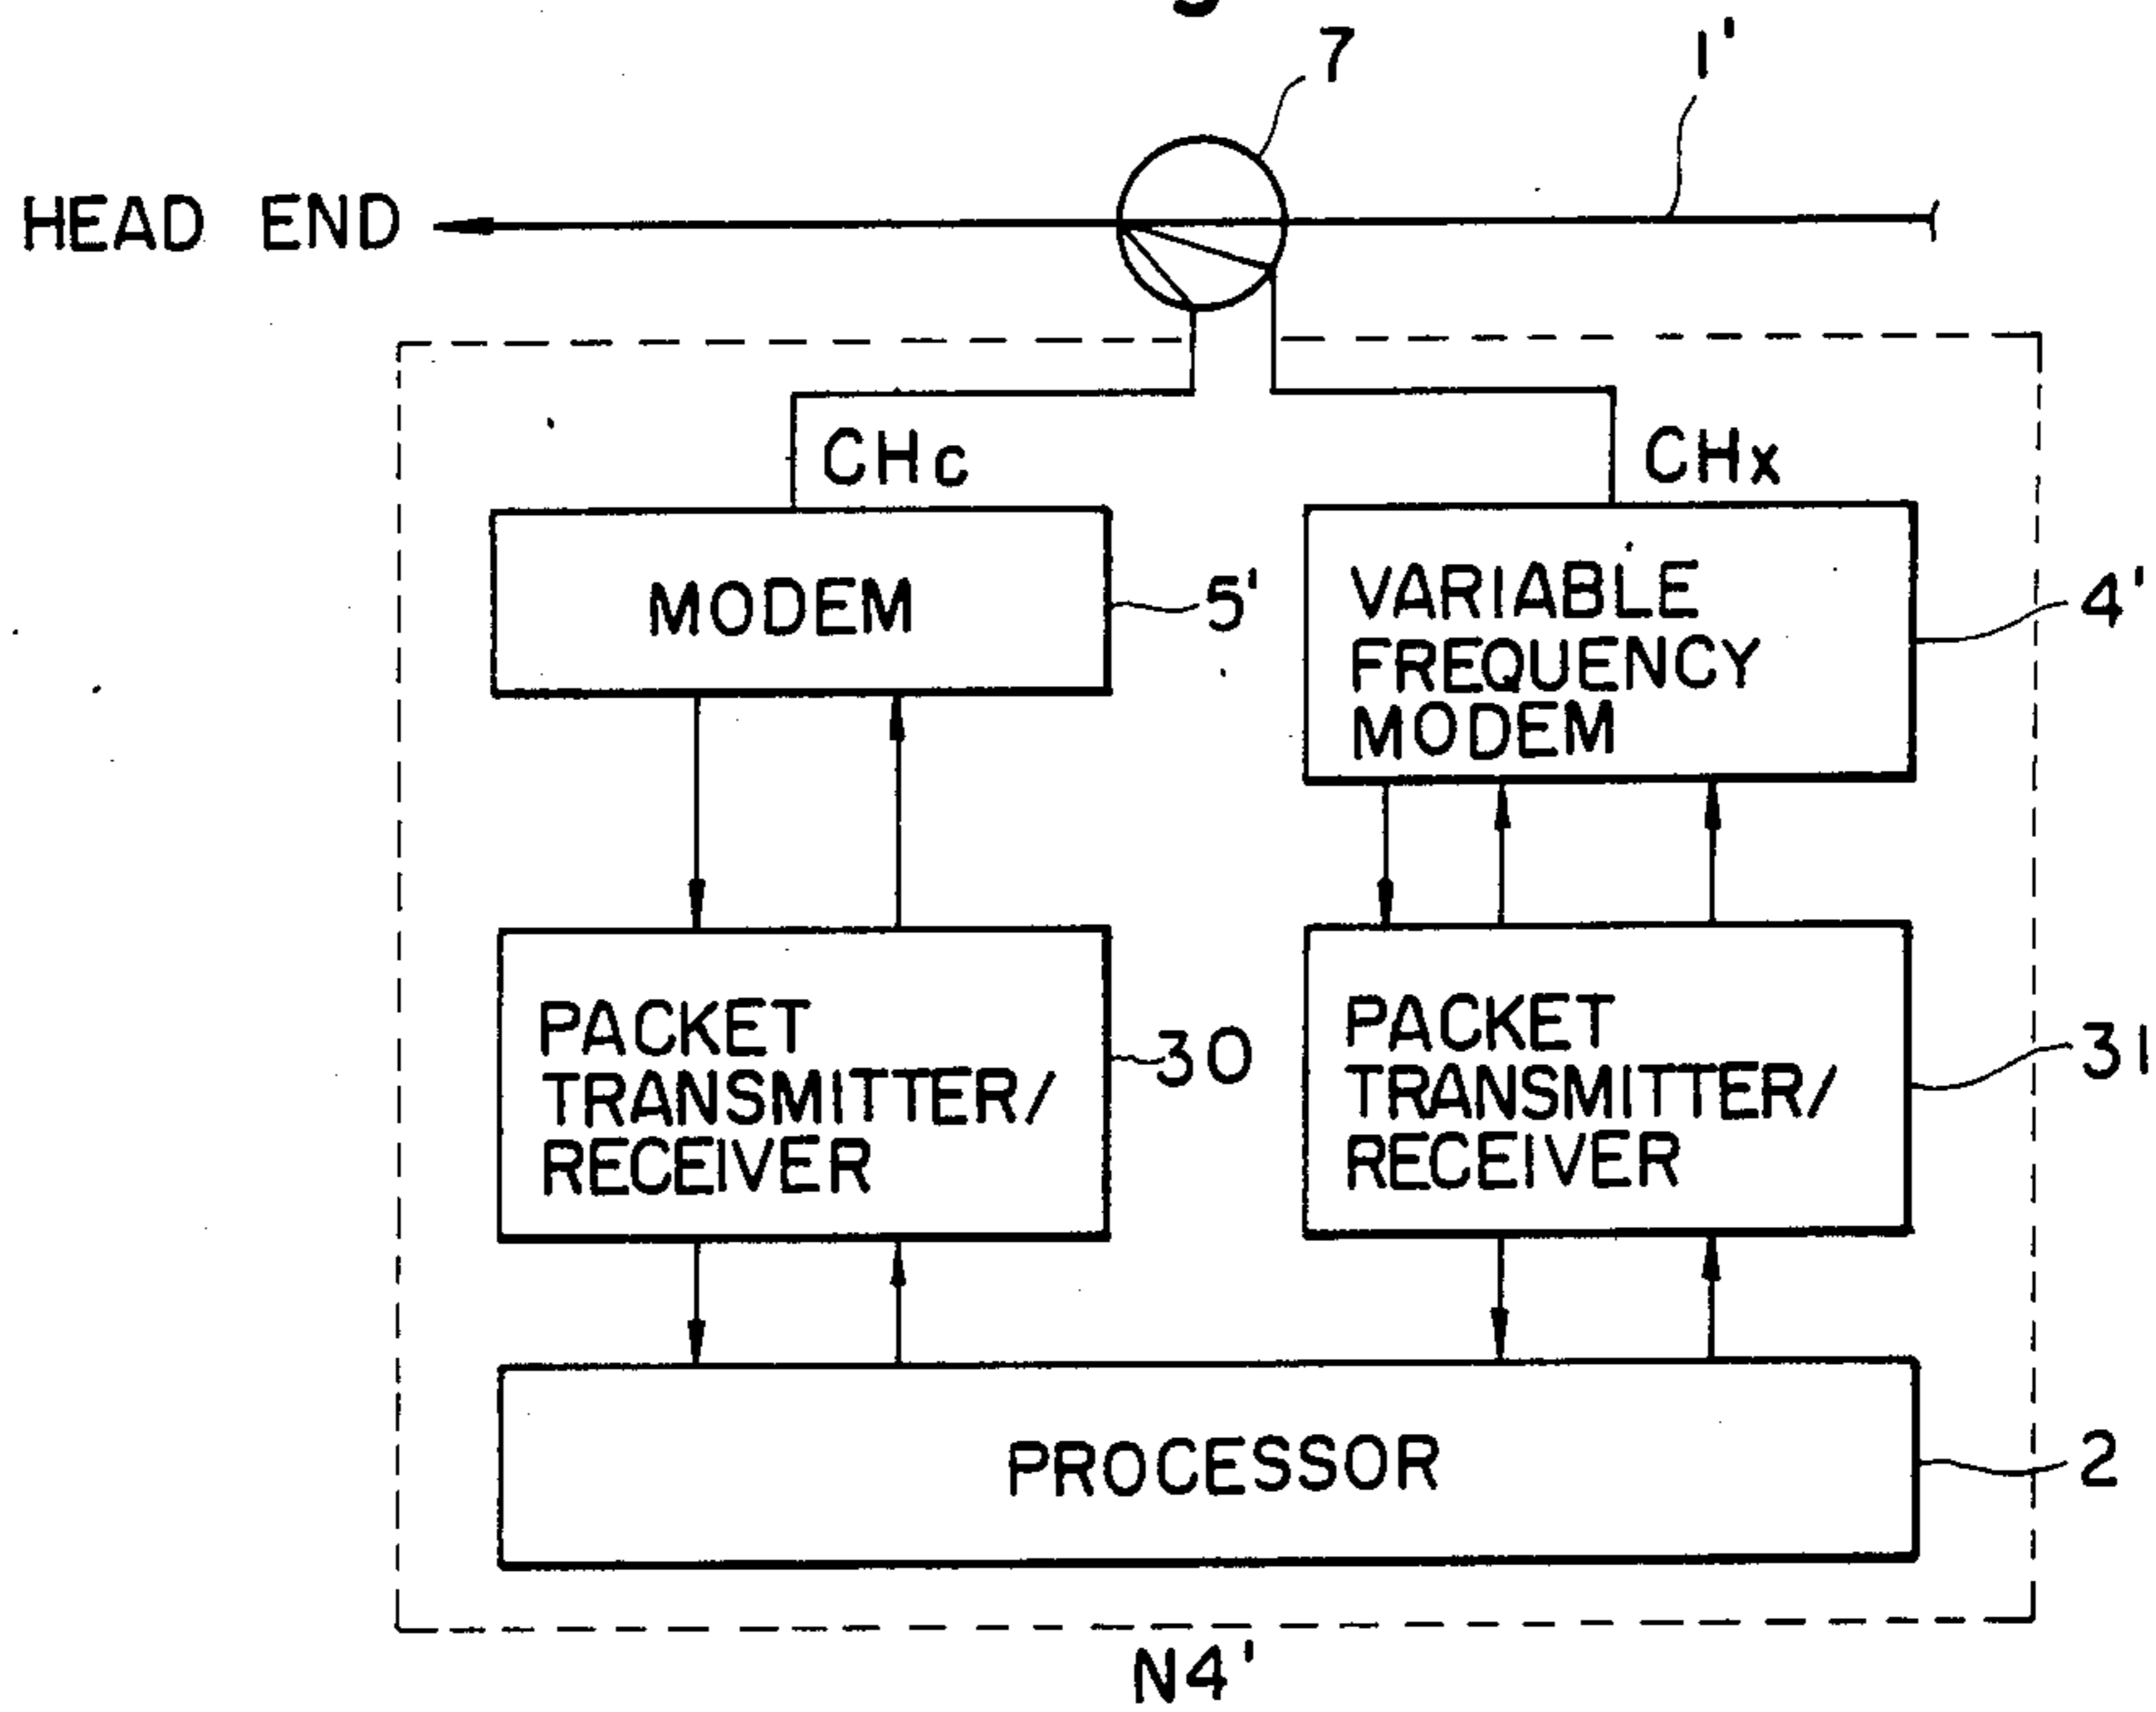 7
1'
HEAD END
CHc
CHx
MODEM
5'
VARIABLE
FREQUENCY
MODEM
4'
PACKET
TRANSMITTER/
RECEIVER
30
PACKET
TRANSMITTER/
RECEIVER
31
PROCESSOR
2
N4'